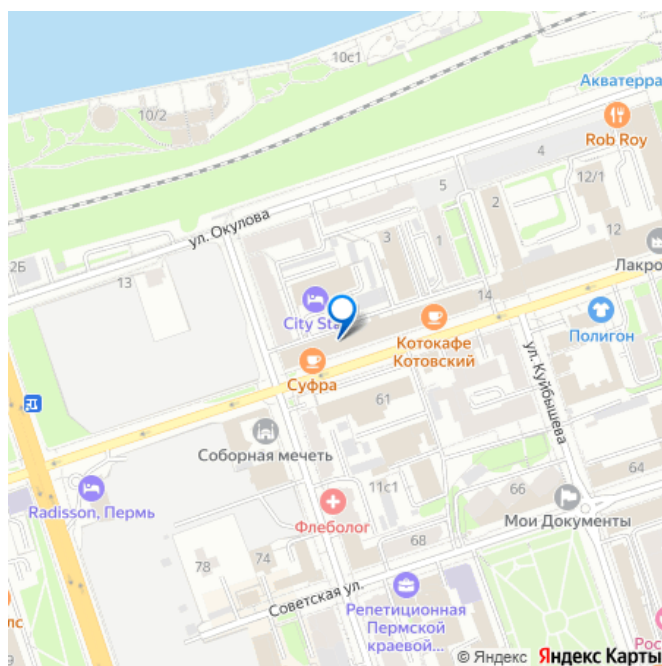 10с1
10/2
Акватерра
Rob Roy
4
12/1
5
2
ул. Окулова
1
3
12
2Б
13
Лакро
City Sta
14
Котокафе
Котовский
Полигон
Суфра
ул. Куйбышева
61
Соборная мечеть
64
11с1
66
Radisson, Пермь
Флеболог
Мои Документы
68
74
78
Советская ул.
Репетиционная
Пермской
краевой...
лс
Рос
© Яндекс Яндекс Карты